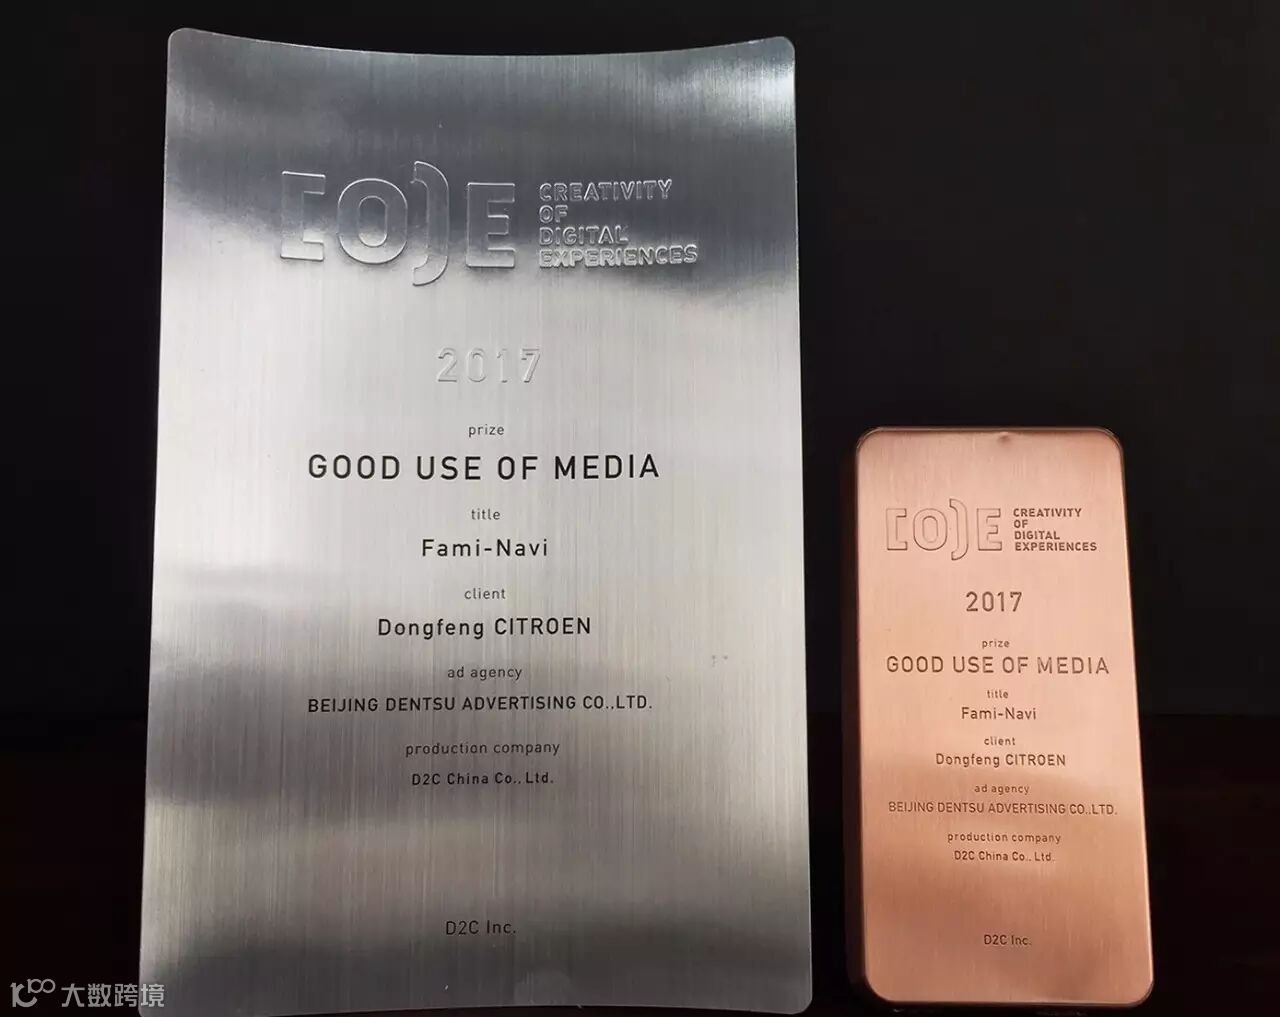 CODE
CREATIVITY
OF
DIGITAL
EXPERIENCES
2017
prize
GOOD USE OF MEDIA
title
Fami-Navi
client
Dongfeng CITROEN
ad agency
BEIJING DENTSU ADVERTISING CO.,LTD.
production company
D2C China Co., Ltd.
D2C Inc.
CODE
CREATIVITY
OF
DIGITAL
EXPERIENCES
2017
prize
GOOD USE OF MEDIA
title
Fami-Navi
client
Dongfeng CITROEN
ad agency
BEIJING DENTSU ADVERTISING CO.,LTD.
production company
D2C China Co., Ltd.
D2C Inc.
大数跨境